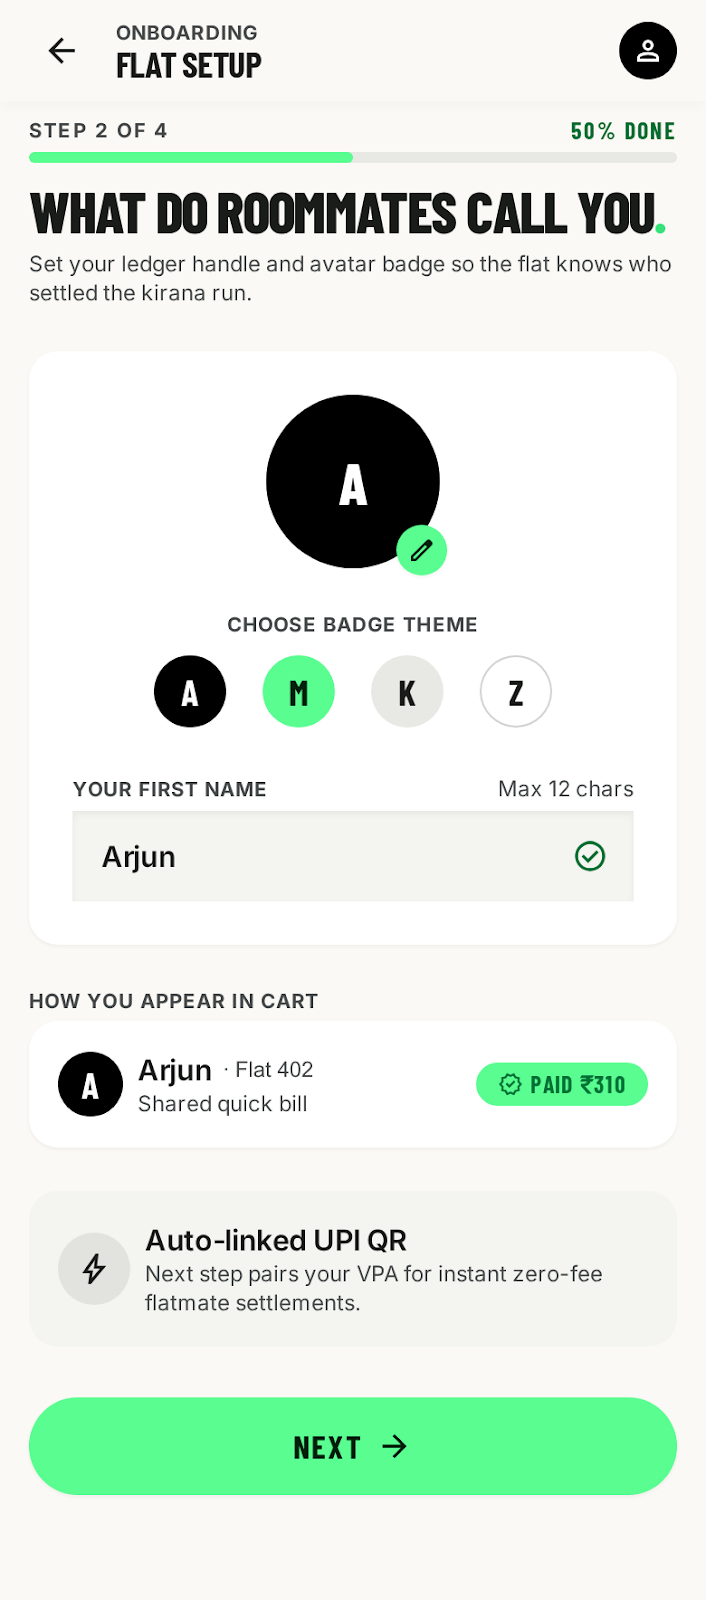 ONBOARDING
FLAT SETUP
STEP 2 OF 4
50% DONE
WHAT DO ROOMMATES CALL YOU.
Set your ledger handle and avatar badge so the flat knows who
settled the kirana run.
A
CHOOSE BADGE THEME
A
M
K
Z
YOUR FIRST NAME
Max 12 chars
Arjun
HOW YOU APPEAR IN CART
A
Arjun · Flat 402
Shared quick bill
PAID ₹310
Auto-linked UPI QR
Next step pairs your VPA for instant zero-fee
flatmate settlements.
NEXT →